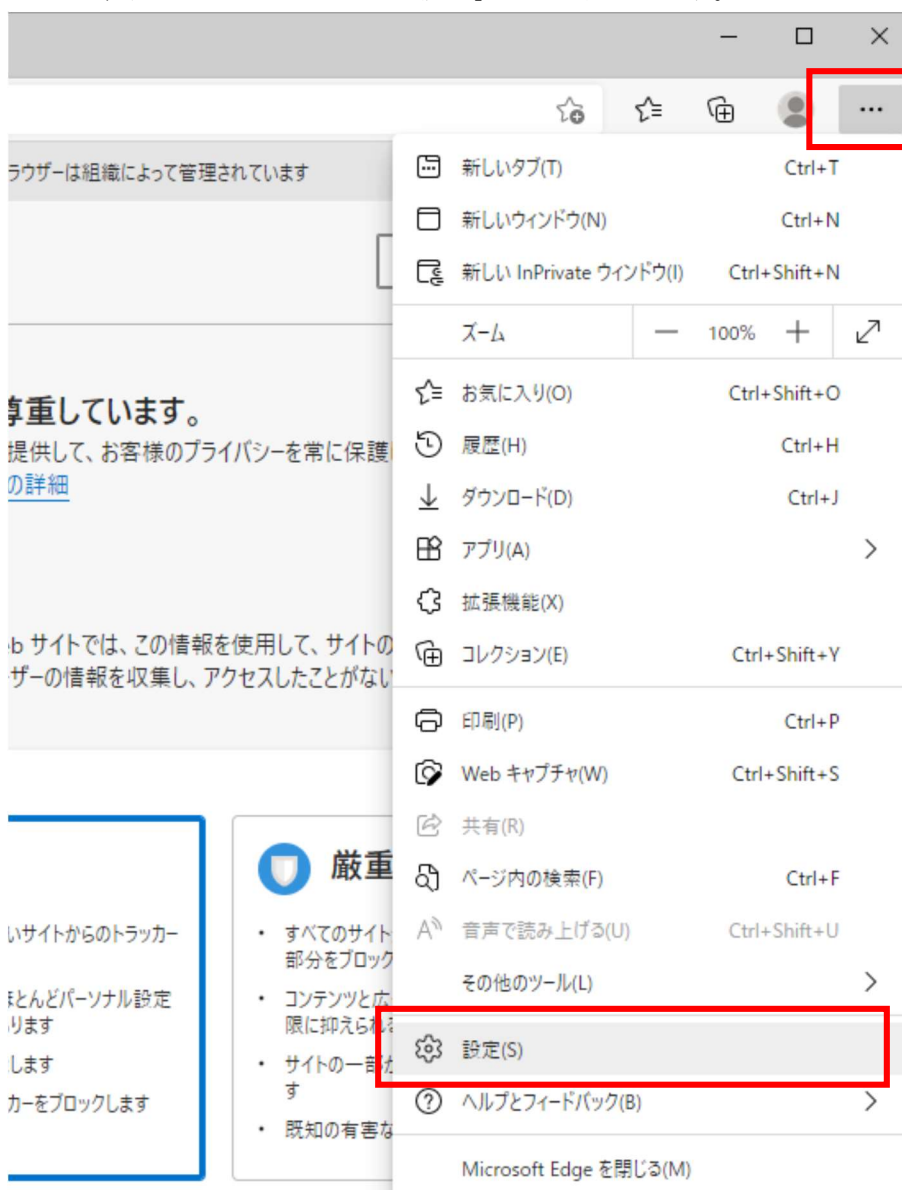 ラウザーは組織によって管理されています
尊重しています。
提供して、お客様のプライバシーを常に保護
の詳細
eb サイトでは、この情報を使用して、サイトの
ザーの情報を収集し、アクセスしたことがない
いサイトからのトラッカー
ほとんどパーソナル設定
ります
します
カーをブロックします
厳重
• すべてのサイト
部分をブロック
• コンテンツと広
限に抑えられ
• サイトの一部が
す
• 既知の有害な
新しいタブ(T) Ctrl+T
新しいウィンドウ(N) Ctrl+N
新しい InPrivate ウィンドウ(I) Ctrl+Shift+N
ズーム 100%
お気に入り(O) Ctrl+Shift+O
履歴(H) Ctrl+H
ダウンロード(D) Ctrl+J
アプリ(A)
拡張機能(X)
コレクション(E) Ctrl+Shift+Y
印刷(P) Ctrl+P
Web キャプチャ(W) Ctrl+Shift+S
共有(R)
ページ内の検索(F) Ctrl+F
音声で読み上げる(U) Ctrl+Shift+U
その他のツール(L)
設定(S)
ヘルプとフィードバック(B)
Microsoft Edge を閉じる(M)